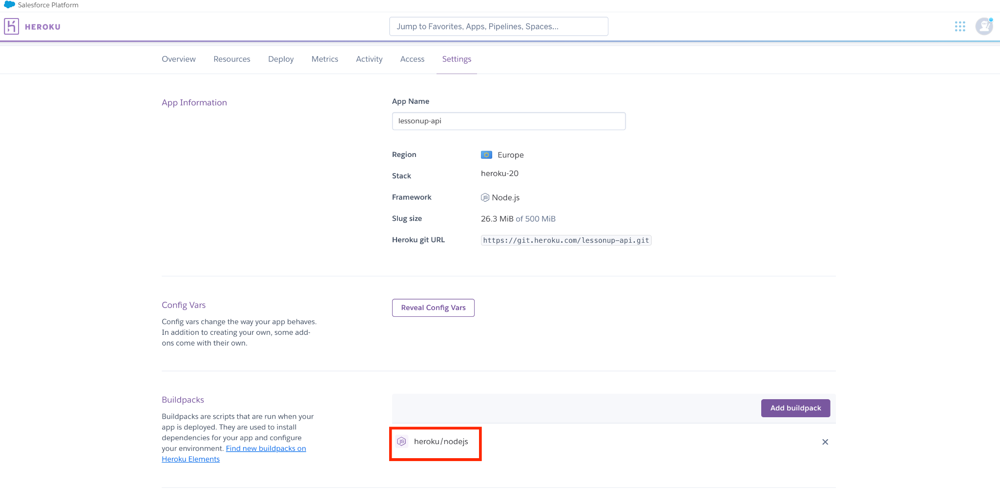 Salesforce Platform
HEROKU
Jump to Favorites, Apps, Pipelines, Spaces...
Overview Resources Deploy Metrics Activity Access Settings
App Information
App Name
lessonup-api
Region Europe
Stack heroku-20
Framework JS Node.js
Slug size 26.3 MiB of 500 MiB
Heroku git URL https://git.heroku.com/lessonup-api.git
Config Vars
Config vars change the way your app behaves.
In addition to creating your own, some add-
ons come with their own.
Reveal Config Vars
Buildpacks
Buildpacks are scripts that are run when your
app is deployed. They are used to install
dependencies for your app and configure
your environment. Find new buildpacks on
Heroku Elements
Add buildpack
JS heroku/nodejs